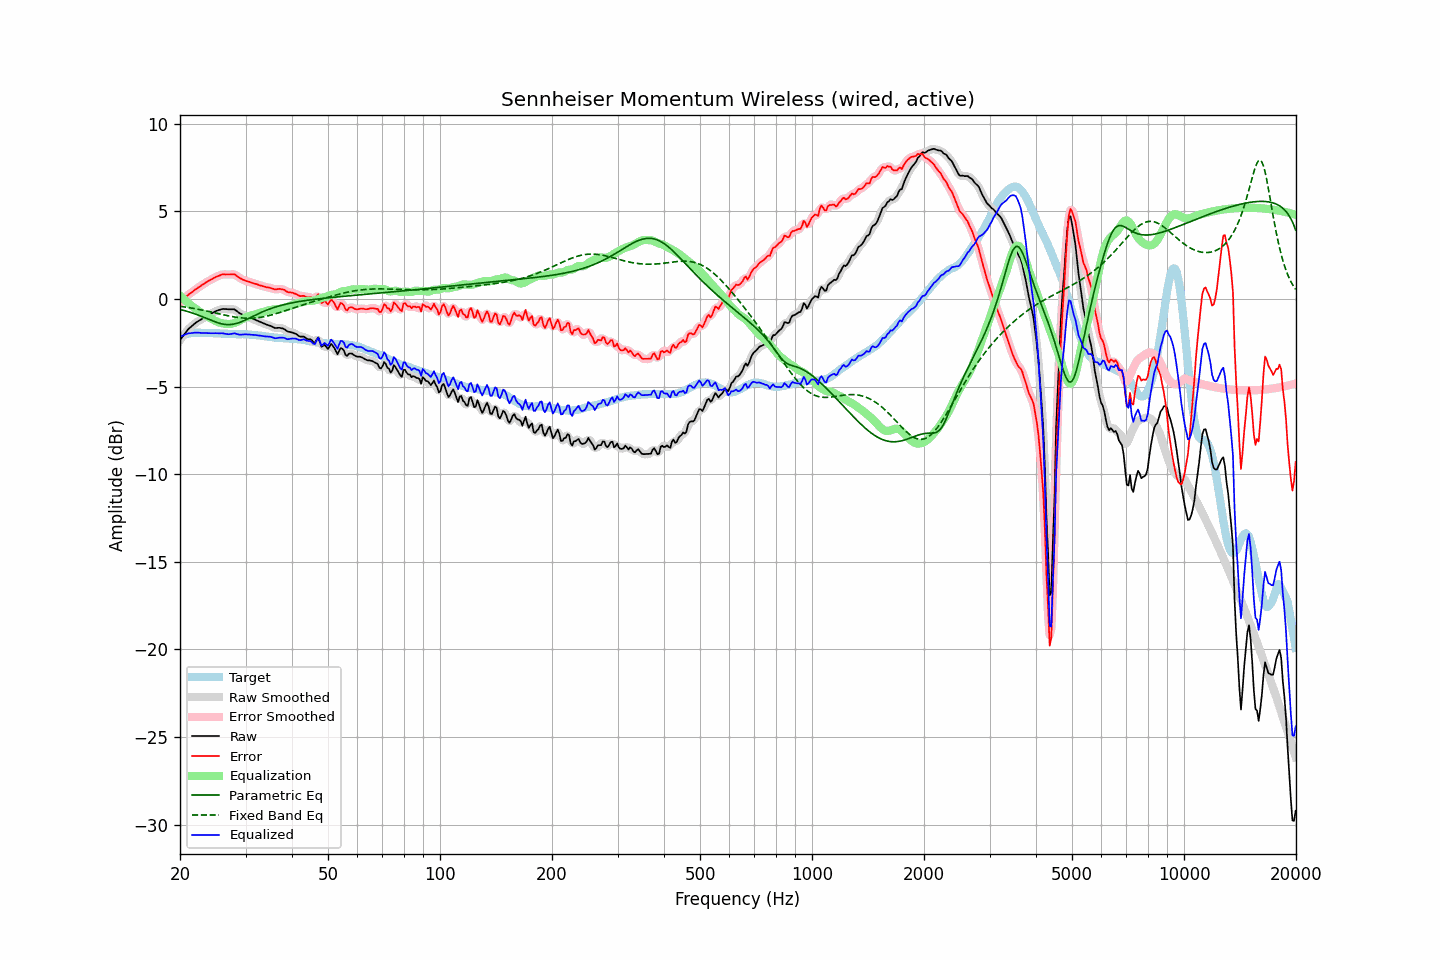 Sennheiser Momentum Wireless (wired, active)
10
5
0
−5
−10
−15
−20
−25
−30
Amplitude (dBr)
Target
Raw Smoothed
Error Smoothed
Raw
Error
Equalization
Parametric Eq
Fixed Band Eq
Equalized
20 50 100 200 500 1000 2000 5000 10000 20000
Frequency (Hz)